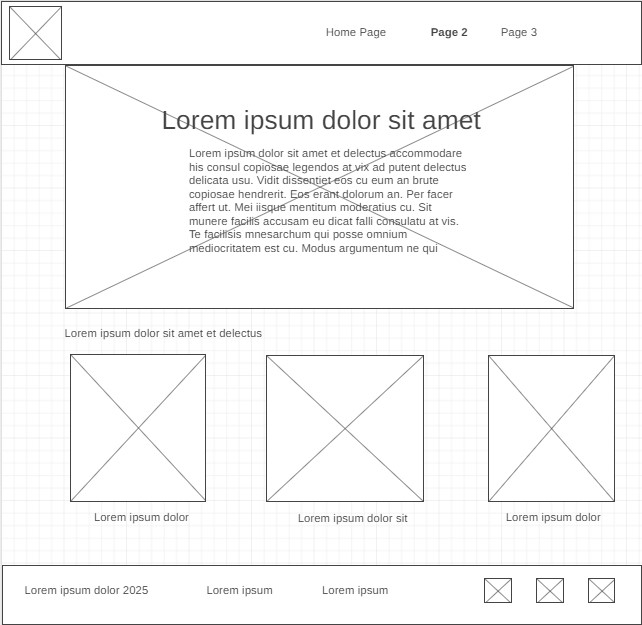 Home Page Page 2 Page 3
Lorem ipsum dolor sit amet
Lorem ipsum dolor sit amet et delectus accommodare
his consul copiosae legendos at vix ad putent delectus
delicata usu. Vidit dissentiet eos cu eum an brute
copiosae hendrerit. Eos erant dolorum an. Per facer
affert ut. Mei iisque mentitum moderatius cu. Sit
munere facilis accusam eu dicat falli consulatu at vis.
Te facilisis mnesarchum qui posse omnium
mediocritatem est cu. Modus argumentum ne qui
Lorem ipsum dolor sit amet et delectus
Lorem ipsum dolor Lorem ipsum dolor sit Lorem ipsum dolor
Lorem ipsum dolor 2025 Lorem ipsum Lorem ipsum